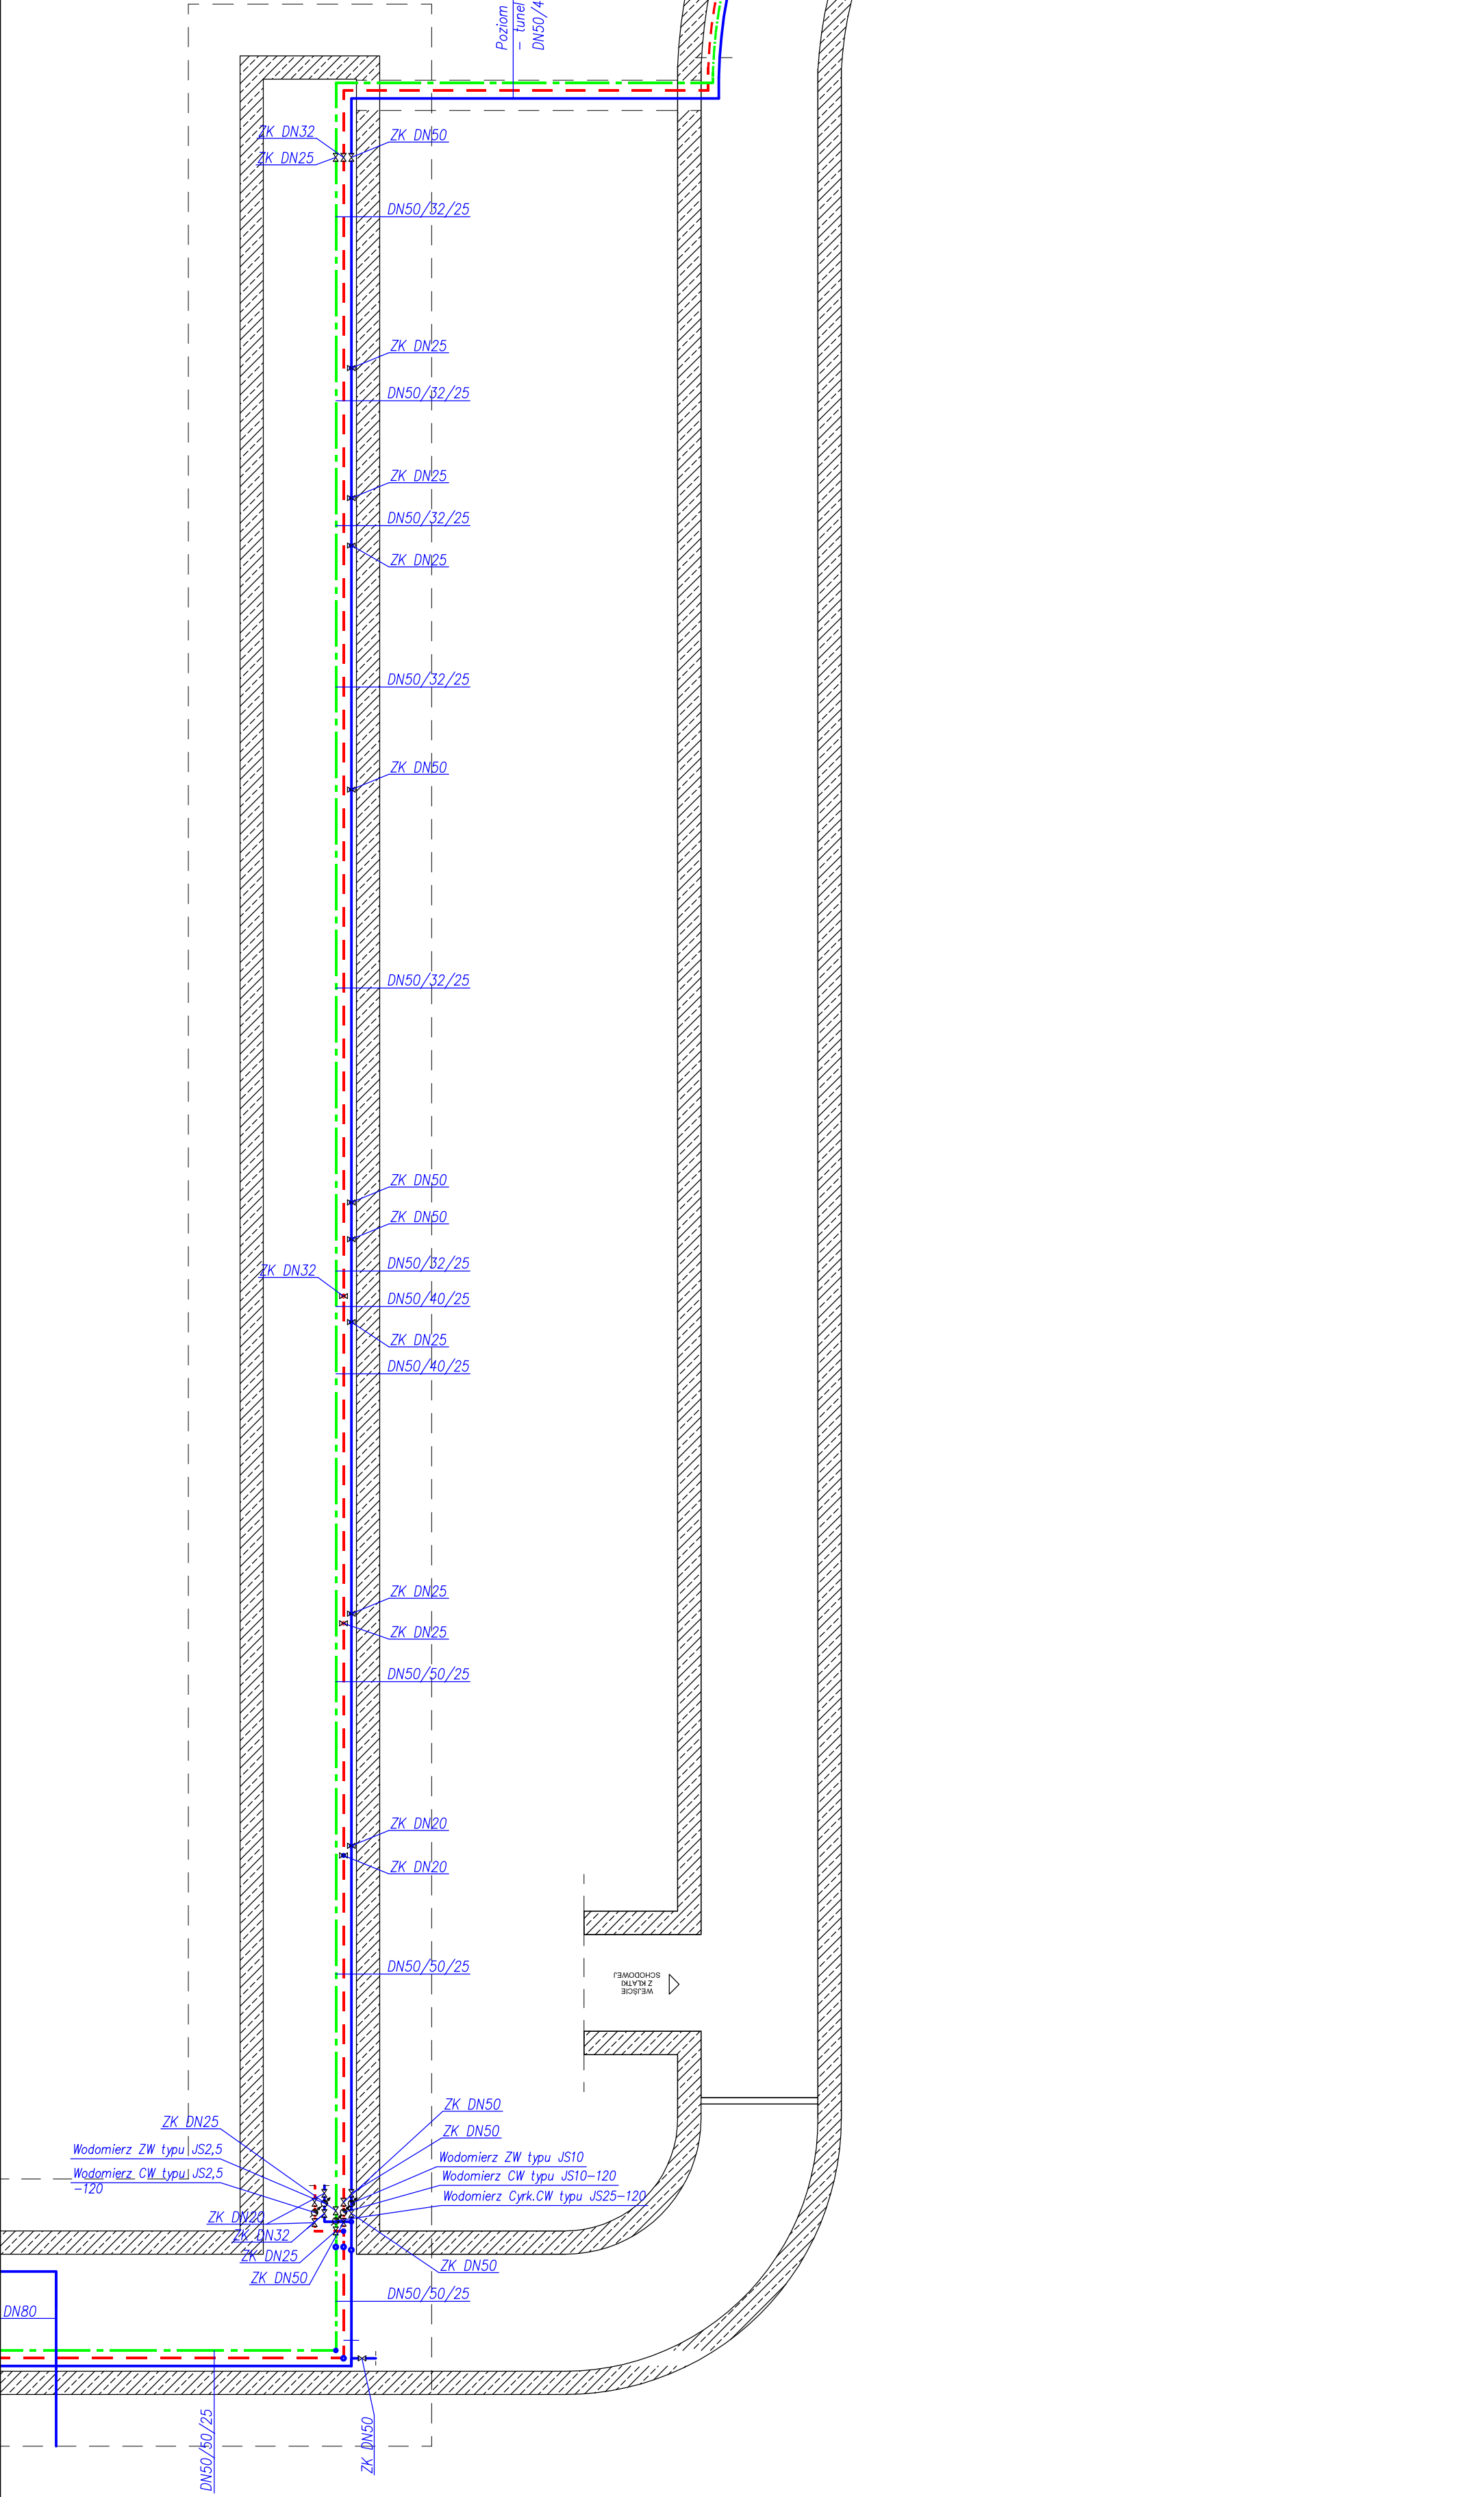 Poziom
- tunel
DN50/4
ZK DN32
ZK DN50
ZK DN25
DN50/32/25
ZK DN25
DN50/32/25
ZK DN25
DN50/32/25
ZK DN25
DN50/32/25
ZK DN50
DN50/32/25
ZK DN50
ZK DN50
DN50/32/25
ZK DN32
DN50/40/25
ZK DN25
DN50/40/25
ZK DN25
ZK DN25
DN50/50/25
ZK DN20
ZK DN20
DN50/50/25
WEJŚCIE
Z KLATKI
SCHODOWEJ
ZK DN50
ZK DN25
ZK DN50
Wodomierz ZW typu JS2,5
Wodomierz ZW typu JS10
Wodomierz CW typu JS2,5
-120
Wodomierz CW typu JS10-120
Wodomierz Cyrk.CW typu JS25-120
ZK DN20
ZK DN32
ZK DN25
ZK DN50
ZK DN50
DN50/50/25
DN80
DN50/50/25
ZK DN50